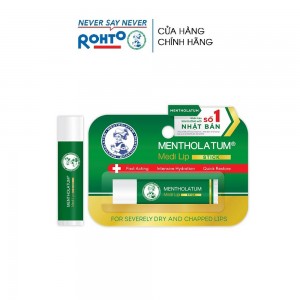 NEVER SAY NEVER
ROHTO
CỬA HÀNG
CHÍNH HÃNG
MENTHOLATUM
SỐ 1
NHẬT BẢN
MENTHOLATUM®
Medi Lip
STICK
Fast Acting
Intensive Hydration
Quick Restore
MENTHOLATUM
FOR SEVERELY DRY AND CHAPPED LIPS